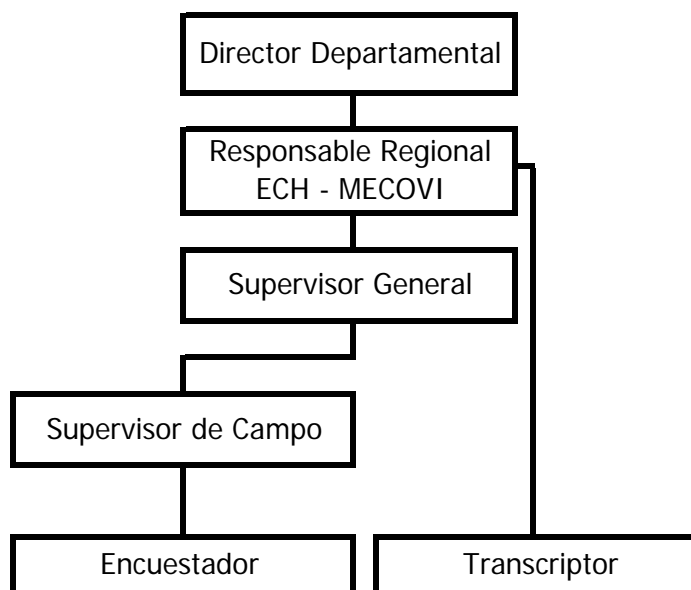 Director Departamental
Responsable Regional
ECH - MECOVI
Supervisor General
Supervisor de Campo
Encuestador
Transcriptor